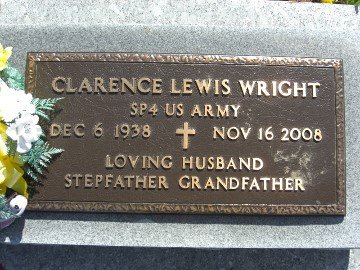 CLARENCE LEWIS WRIGHT
SP4 US ARMY
DEC 6 1938 NOV 16 2008
LOVING HUSBAND
STEPFATHER GRANDFATHER